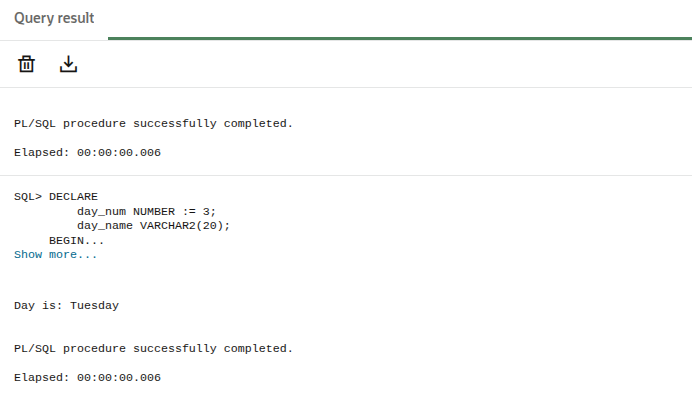 Query result
PL/SQL procedure successfully completed.
Elapsed: 00:00:00.006
SQL> DECLARE
         day_num NUMBER := 3;
         day_name VARCHAR2(20);
     BEGIN...
Show more...
Day is: Tuesday
PL/SQL procedure successfully completed.
Elapsed: 00:00:00.006